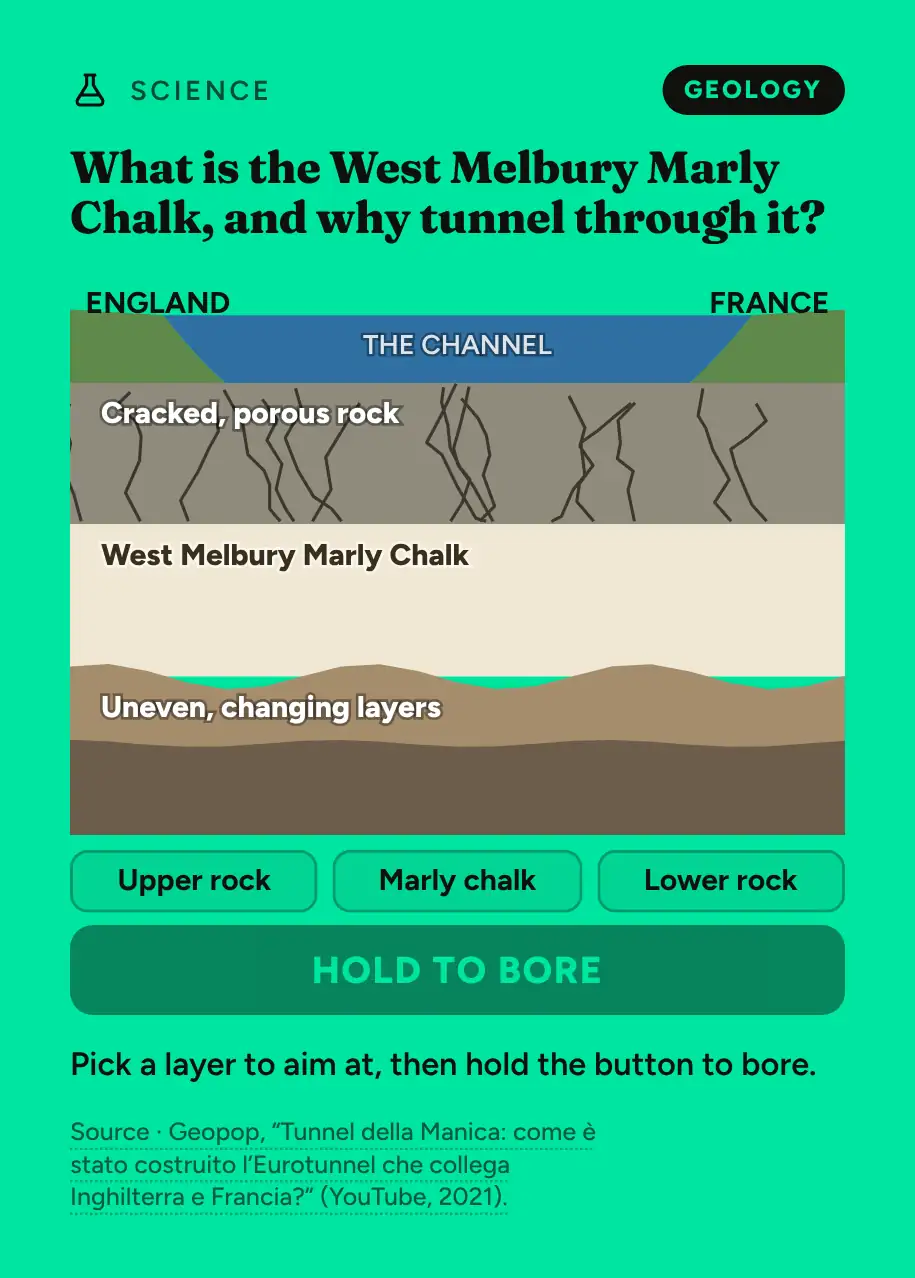 SCIENCE
GEOLOGY
What is the West Melbury Marly
Chalk, and why tunnel through it?
ENGLAND
FRANCE
THE CHANNEL
Cracked, porous rock
West Melbury Marly Chalk
Uneven, changing layers
Upper rock
Marly chalk
Lower rock
HOLD TO BORE
Pick a layer to aim at, then hold the button to bore.
Source · Geopop, “Tunnel della Manica: come è
stato costruito l’Eurotunnel che collega
Inghilterra e Francia?” (YouTube, 2021).